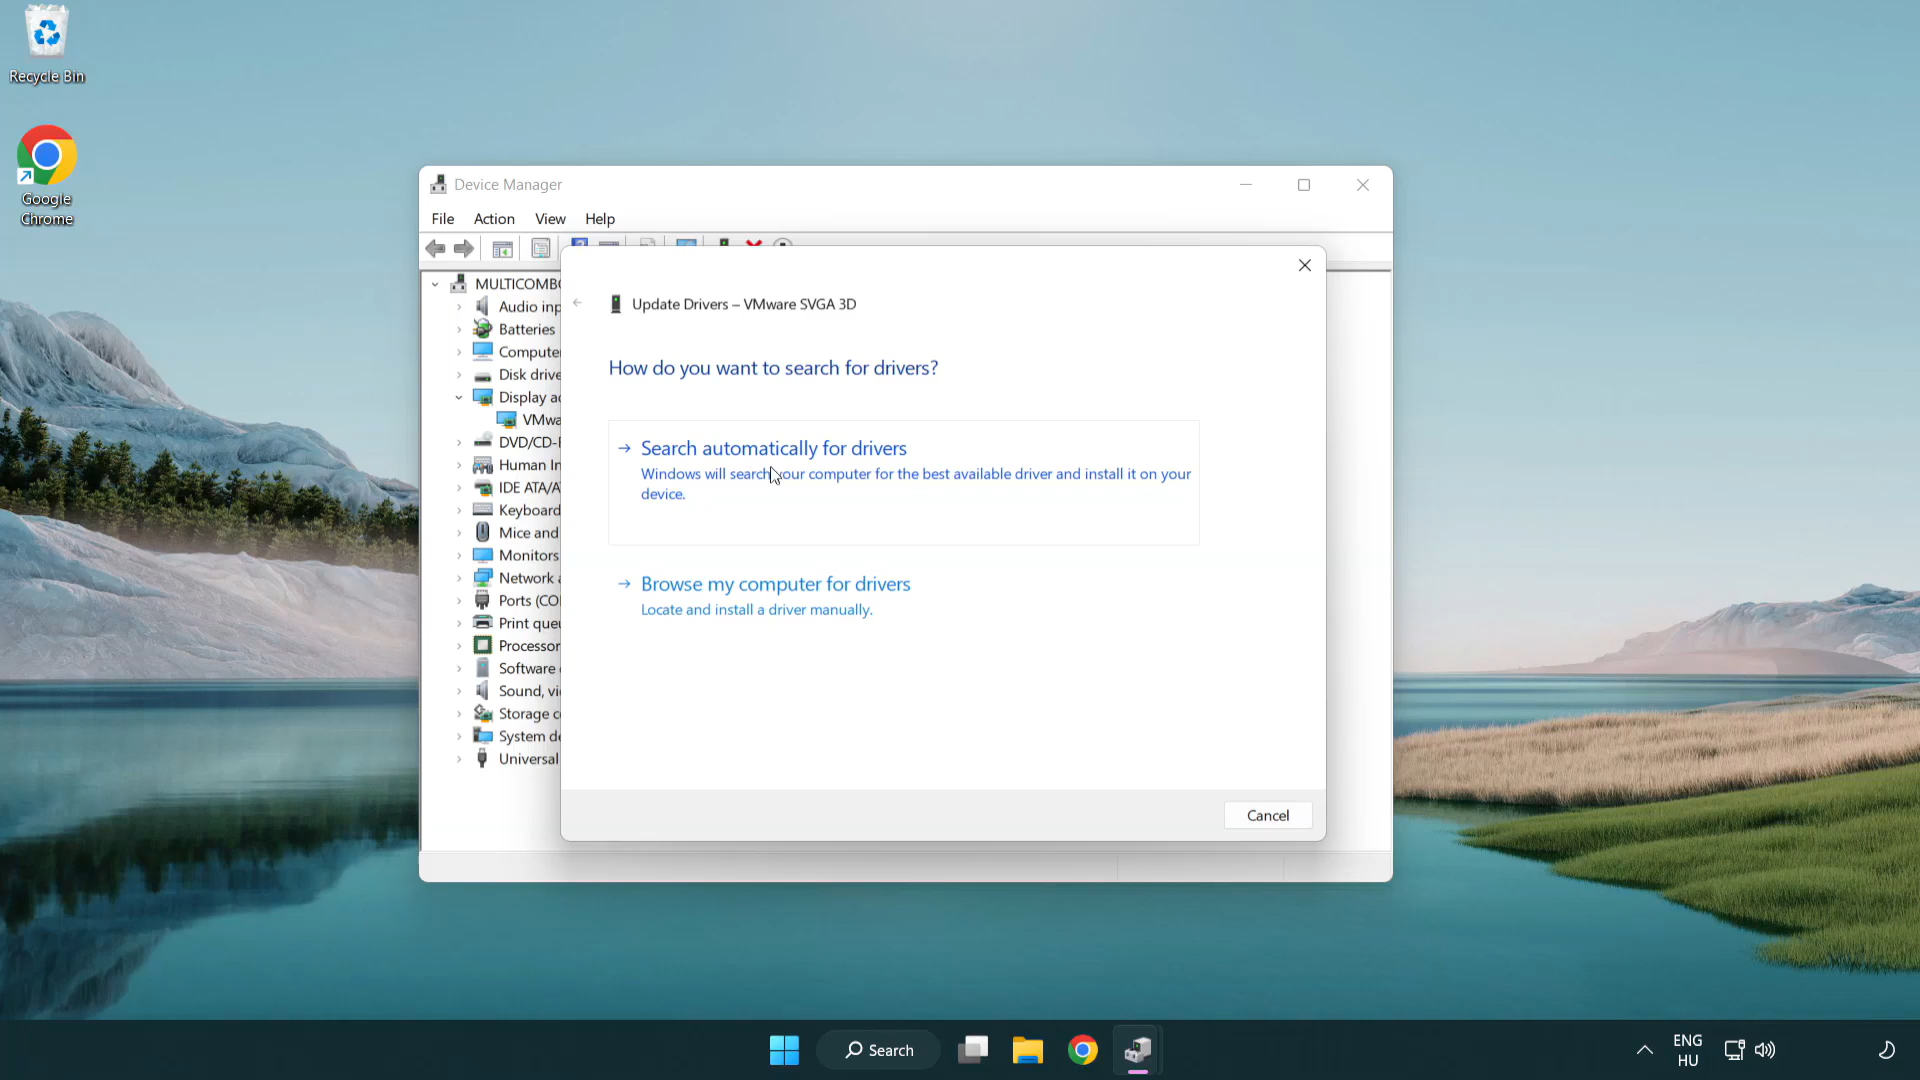 Recycle Bin
Google
Chrome
Device Manager
File Action View Help
MULTICOMBO
Audio inp
Batteries
Compute
Disk drive
Display a
VMwa
DVD/CD-
Human In
IDE ATA/A
Keyboard
Mice and
Monitors
Network a
Ports (CO
Print que
Processor
Software
Sound, vi
Storage c
System de
Universal
Update Drivers – VMware SVGA 3D
How do you want to search for drivers?
Search automatically for drivers
Windows will search your computer for the best available driver and install it on your
device.
Browse my computer for drivers
Locate and install a driver manually.
Cancel
Search
ENG
HU